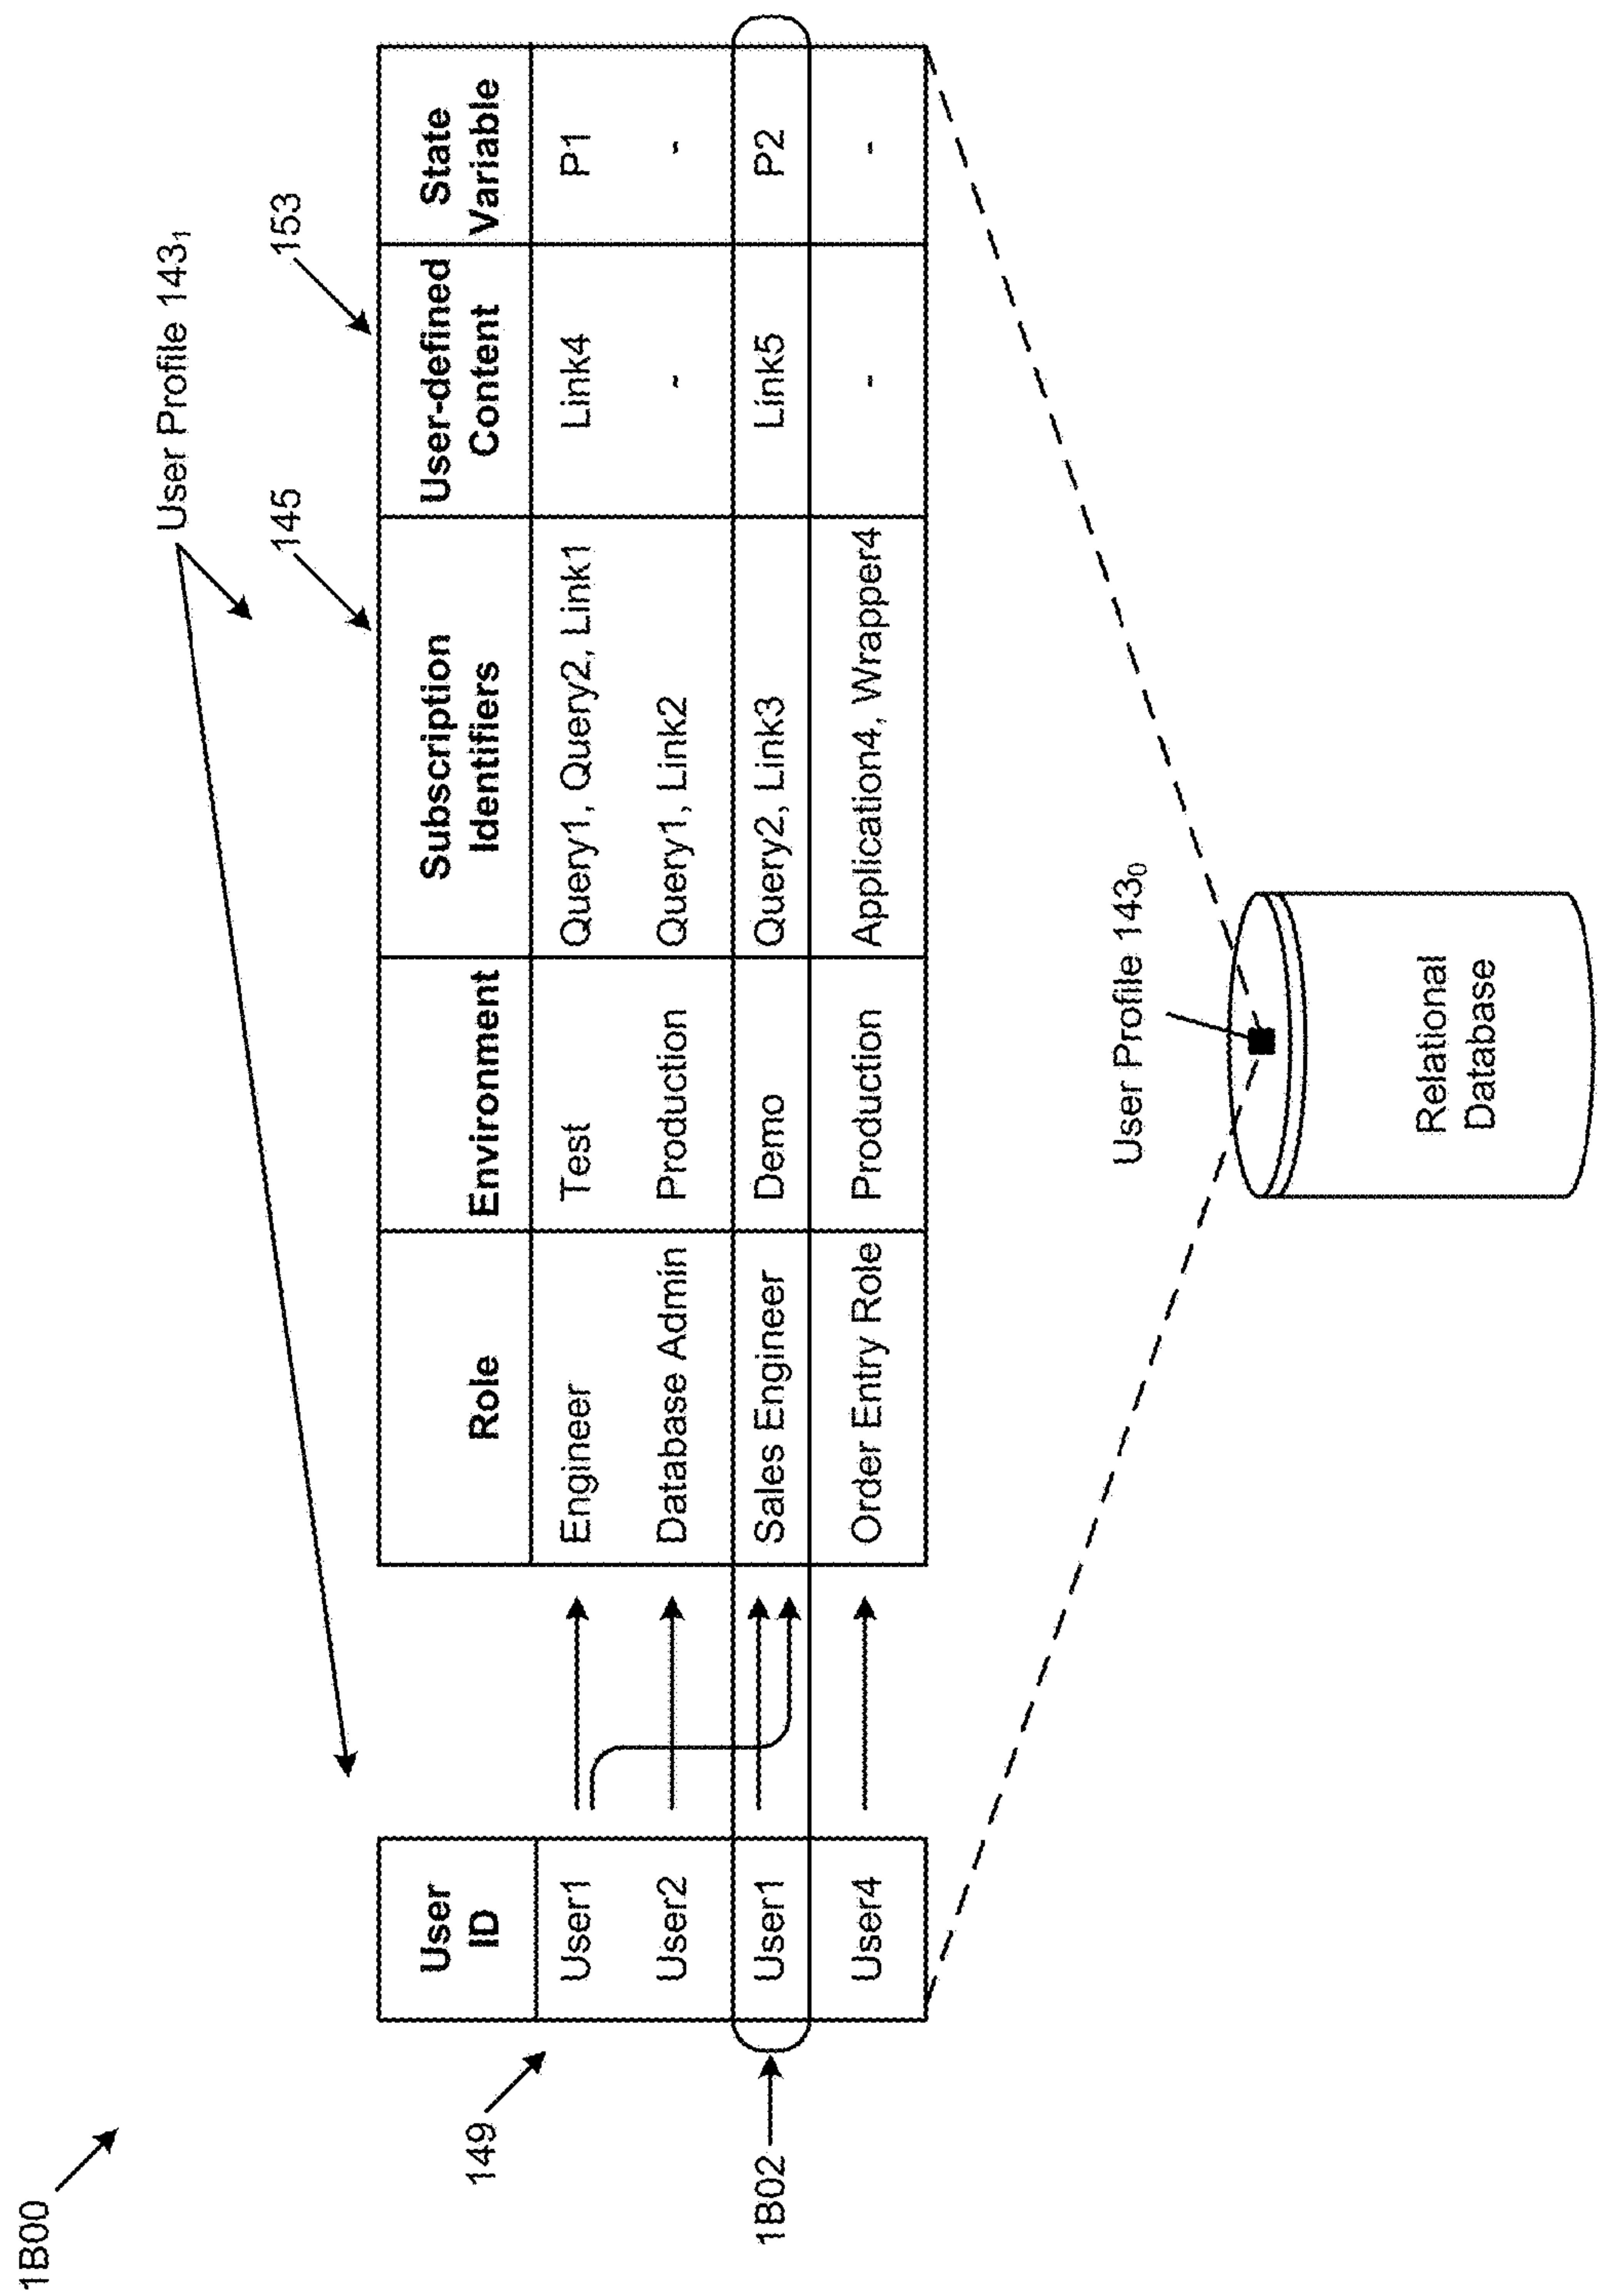 1B00
User Profile 143₁
149
145
153
User
ID
Role
Environment
Subscription
Identifiers
User-defined
Content
State
Variable
User1
Engineer
Test
Query1, Query2, Link1
Link4
P1
User2
Database Admin
Production
Query1, Link2
-
-
1B02
User1
Sales Engineer
Demo
Query2, Link3
Link5
P2
User4
Order Entry Role
Production
Application4, Wrapper4
-
-
User Profile 143₀
Relational
Database